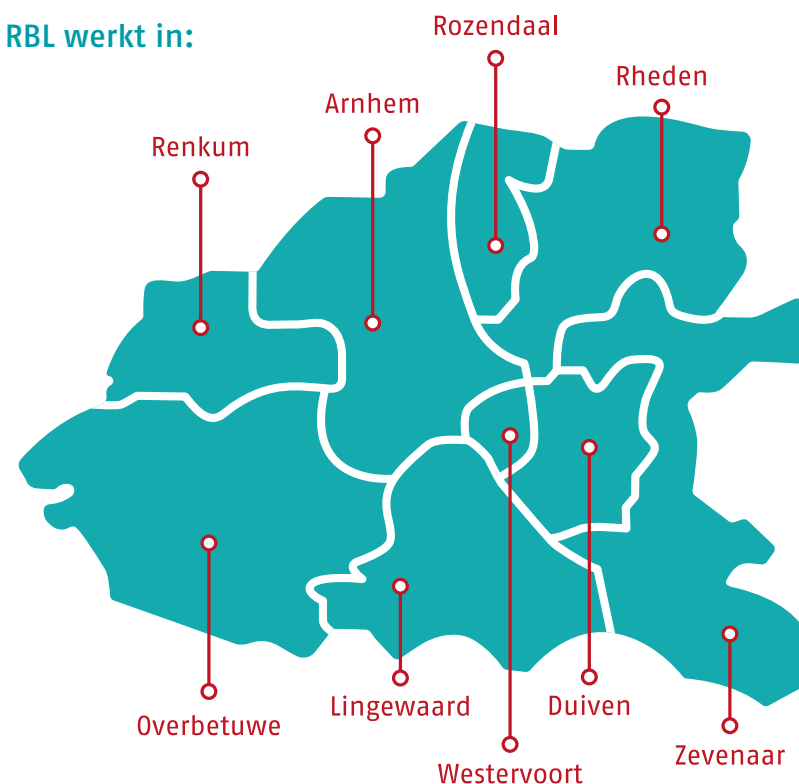 RBL werkt in:
Rozendaal
Rheden
Arnhem
Renkum
Overbetuwe
Lingewaard
Duiven
Westervoort
Zevenaar